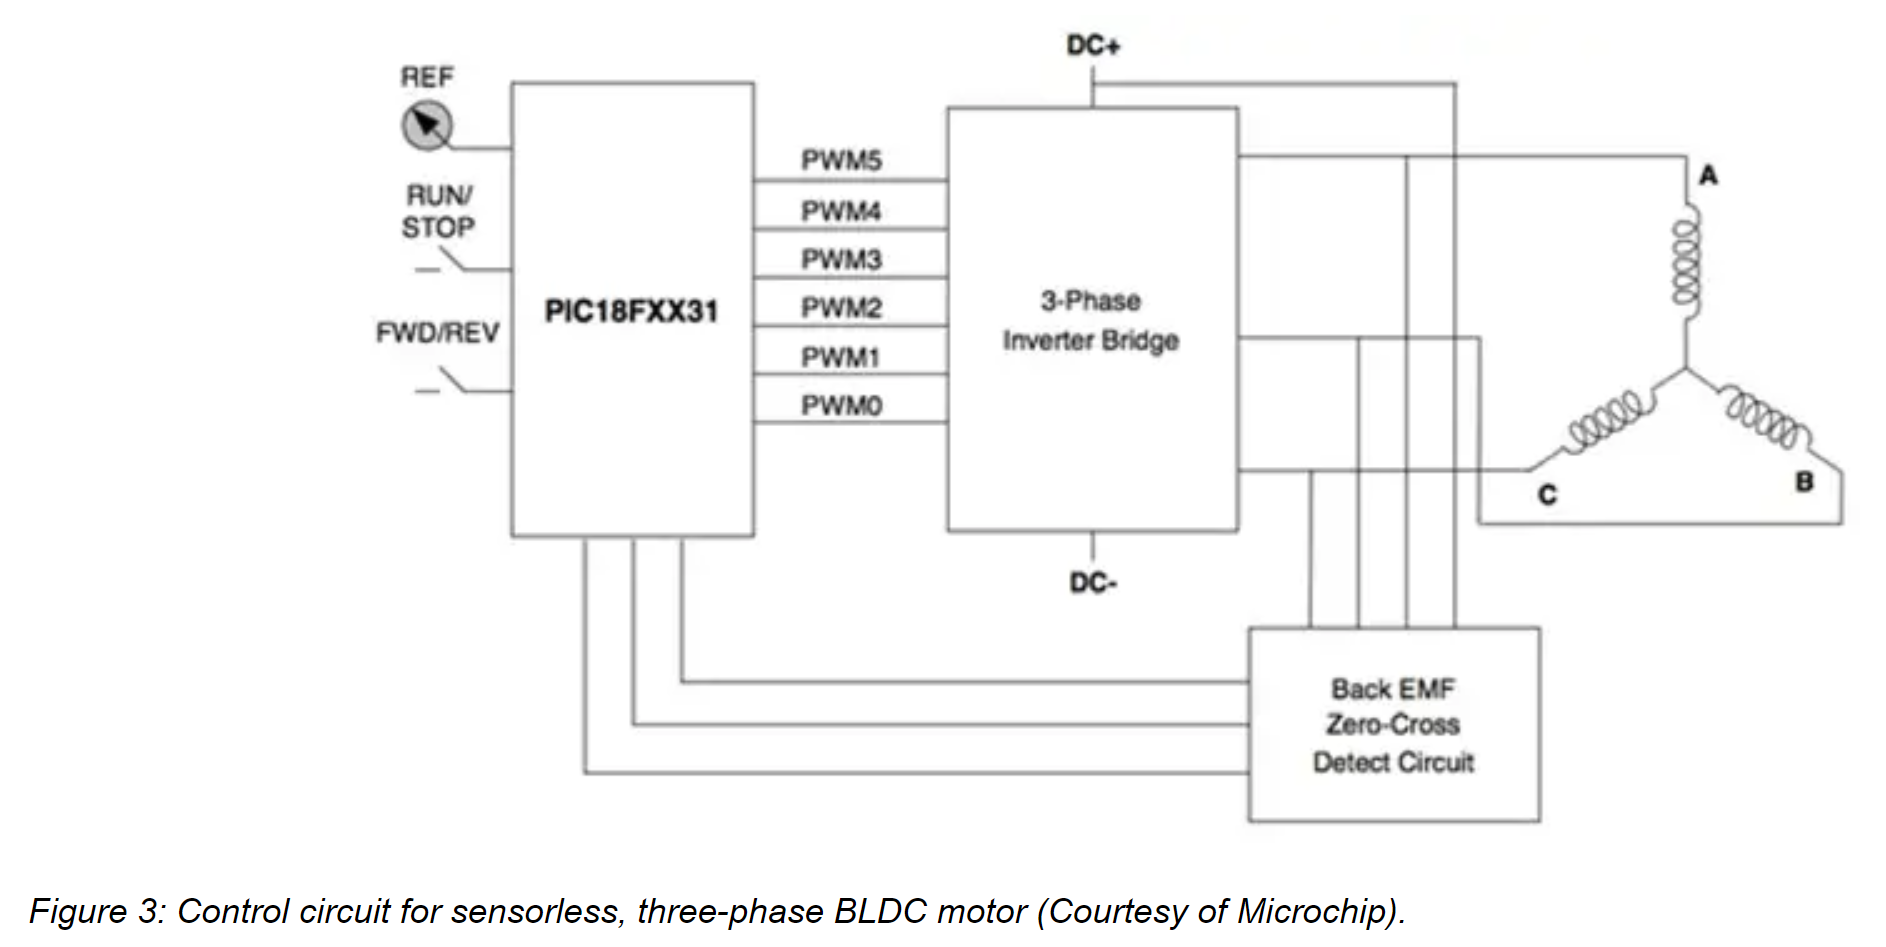 DC+
REF
RUN/
STOP
FWD/REV
PIC18FXX31
PWM5
PWM4
PWM3
PWM2
PWM1
PWM0
3-Phase
Inverter Bridge
DC-
A
B
C
Back EMF
Zero-Cross
Detect Circuit
Figure 3: Control circuit for sensorless, three-phase BLDC motor (Courtesy of Microchip).